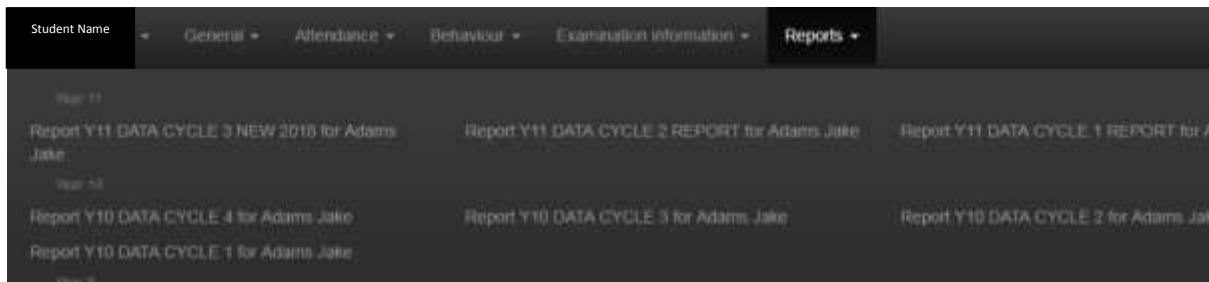 Student Name General Attendance Behaviour Examination Information Reports
Year 11
Report Y11 DATA CYCLE 3 NEW 2018 for Adams Jake
Report Y11 DATA CYCLE 2 REPORT for Adams Jake
Report Y11 DATA CYCLE 1 REPORT for
Year 10
Report Y10 DATA CYCLE 4 for Adams Jake
Report Y10 DATA CYCLE 3 for Adams Jake
Report Y10 DATA CYCLE 2 for Adams
Report Y10 DATA CYCLE 1 for Adams Jake